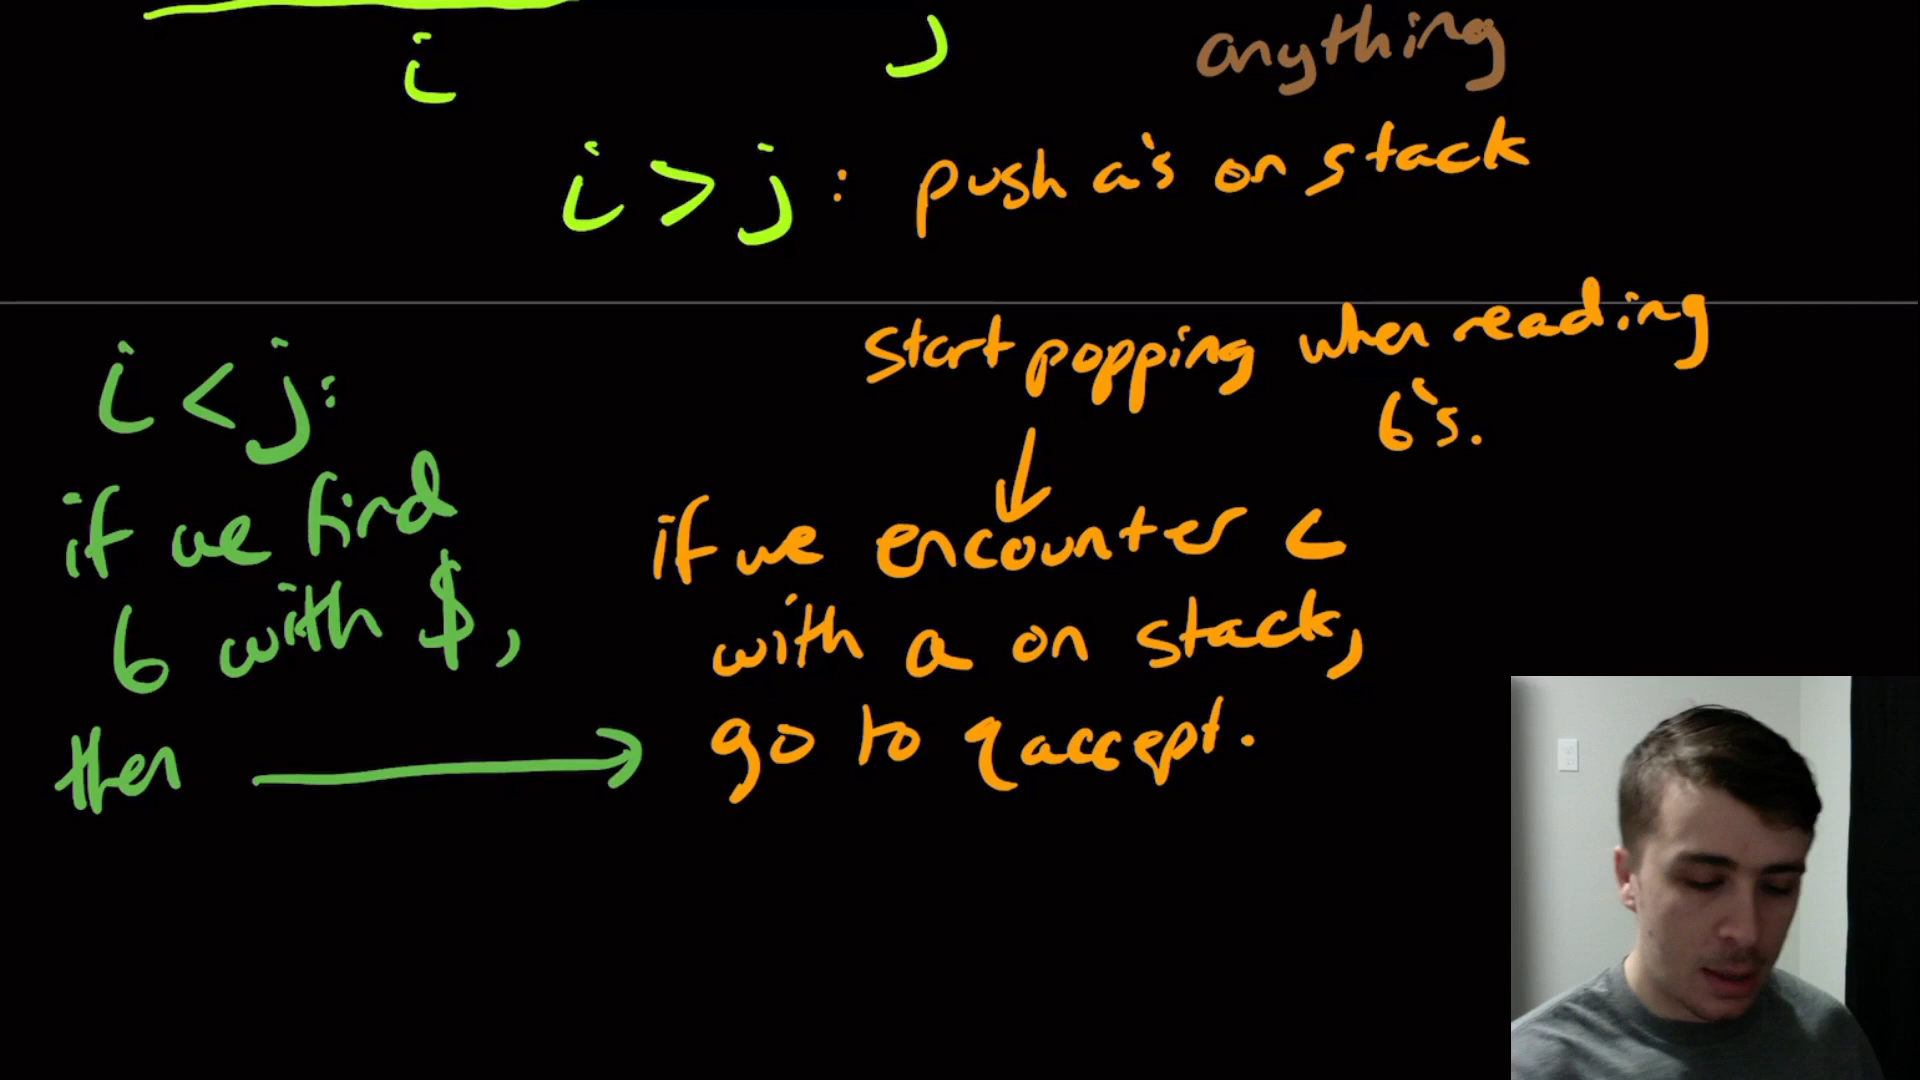 i j anything
i > j : push a's on stack
start popping when reading
b's.
i < j :
if we find
b with $,
then
if we encounter c
with a on stack,
go to qaccept.